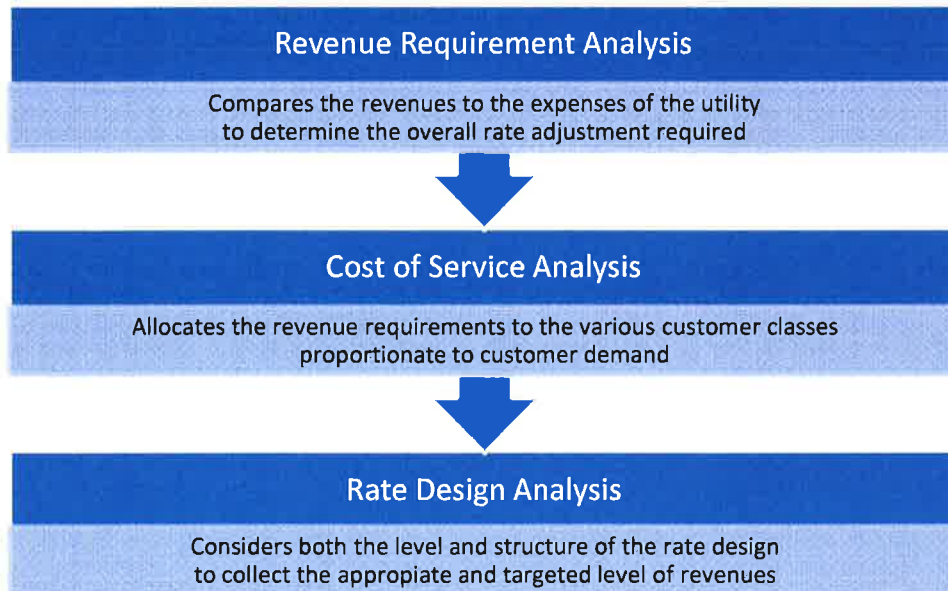 Revenue Requirement Analysis
Compares the revenues to the expenses of the utility
to determine the overall rate adjustment required
Cost of Service Analysis
Allocates the revenue requirements to the various customer classes
proportionate to customer demand
Rate Design Analysis
Considers both the level and structure of the rate design
to collect the appropiate and targeted level of revenues